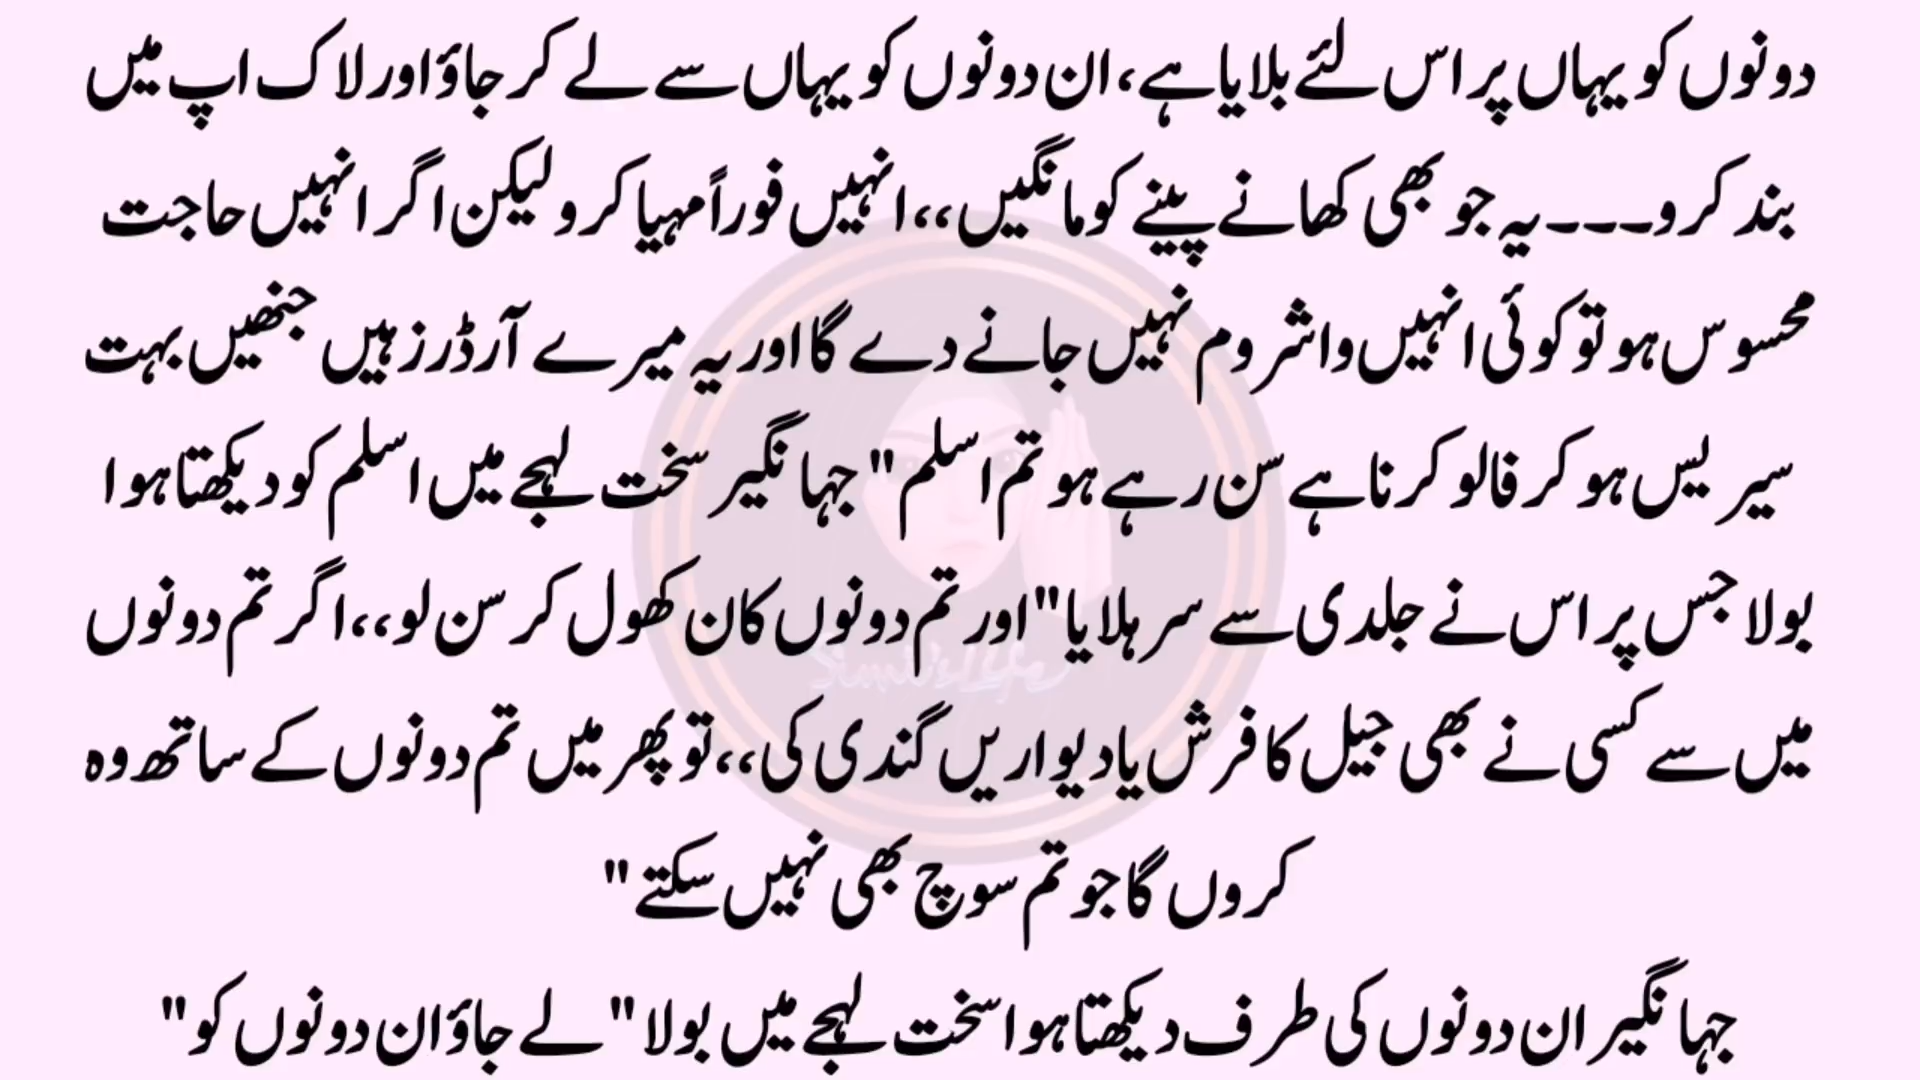 دونوں کو یہاں پر اس لئے بلایا ہے، ان دونوں کو یہاں سے لے کر جاؤ اور لاک اپ میں
بند کرو۔۔۔ یہ جو بھی کھانے پینے کو مانگیں،، انہیں فوراً مہیا کرو لیکن اگر انہیں حاجت
محسوس ہو تو کوئی انہیں واشروم نہیں جانے دے گا اور یہ میرے آرڈرز ہیں جنھیں بہت
سیریس ہو کر فالو کرنا ہے سن رہے ہو تم اسلم" جہانگیر سخت لہجے میں اسلم کو دیکھتا ہوا
بولا جس پر اس نے جلدی سے سر ہلایا "اور تم دونوں کان کھول کر سن لو،، اگر تم دونوں
میں سے کسی نے بھی جیل کا فرش یا دیواریں گندی کی،، تو پھر میں تم دونوں کے ساتھ وہ
کروں گا جو تم سوچ بھی نہیں سکتے"
جہانگیر ان دونوں کی طرف دیکھتا ہوا سخت لہجے میں بولا "لے جاؤ ان دونوں کو"